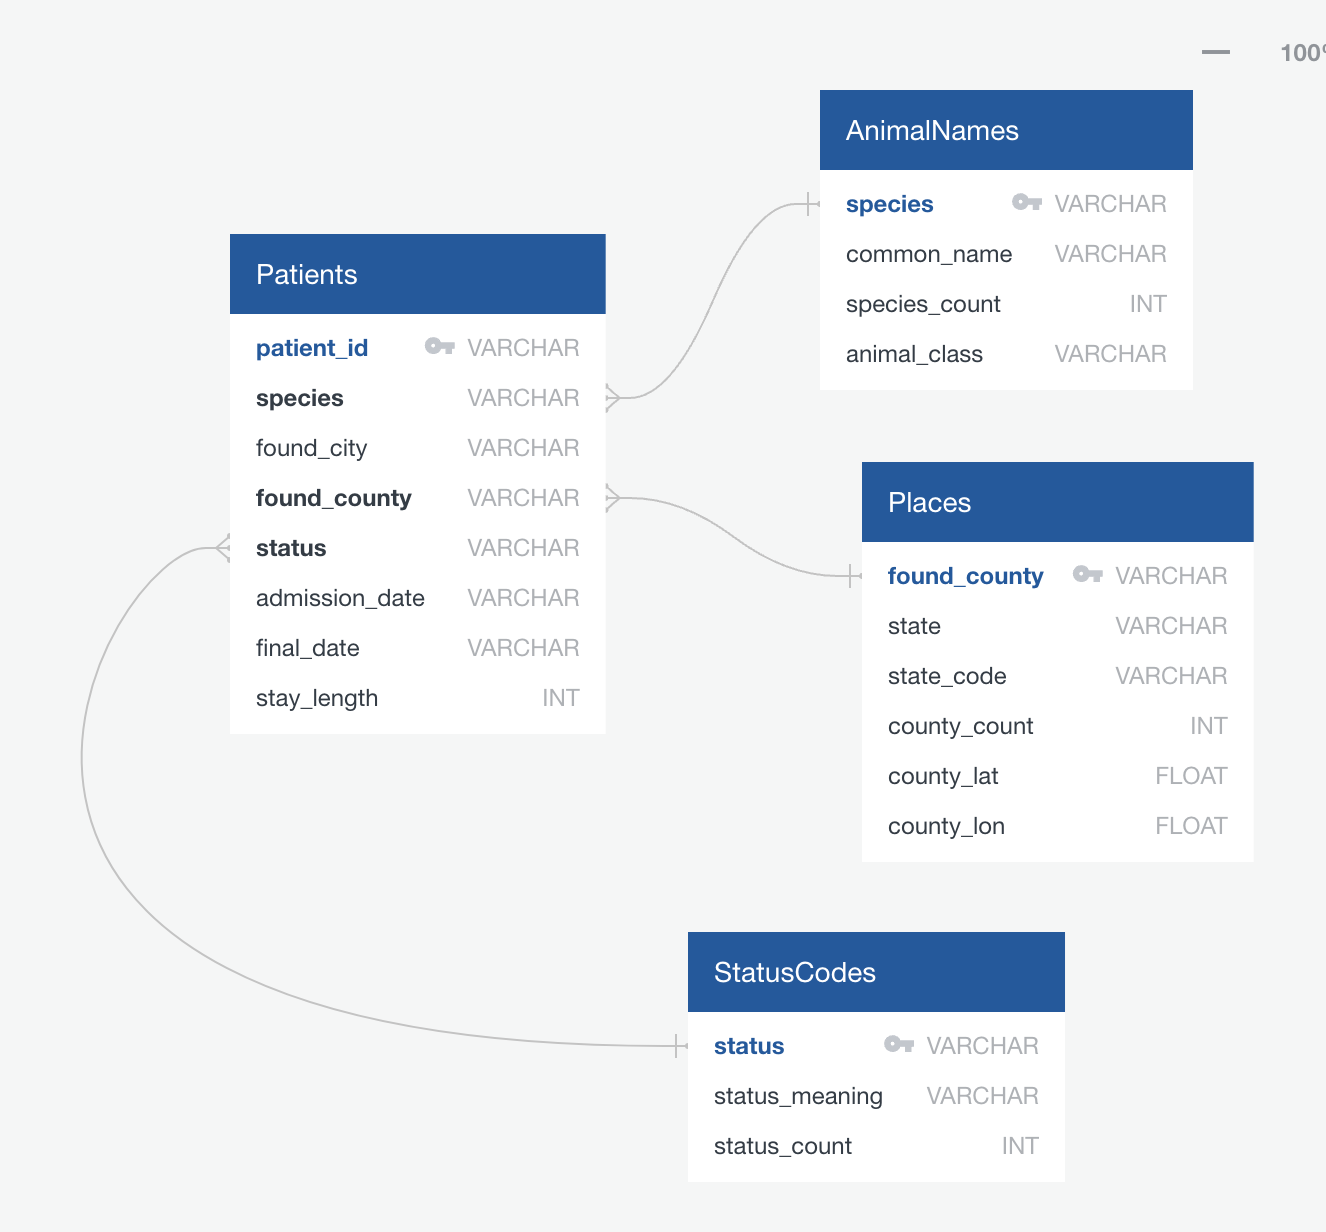 100%
AnimalNames
species VARCHAR
common_name VARCHAR
species_count INT
animal_class VARCHAR
Patients
patient_id VARCHAR
species VARCHAR
found_city VARCHAR
found_county VARCHAR
status VARCHAR
admission_date VARCHAR
final_date VARCHAR
stay_length INT
Places
found_county VARCHAR
state VARCHAR
state_code VARCHAR
county_count INT
county_lat FLOAT
county_lon FLOAT
StatusCodes
status VARCHAR
status_meaning VARCHAR
status_count INT